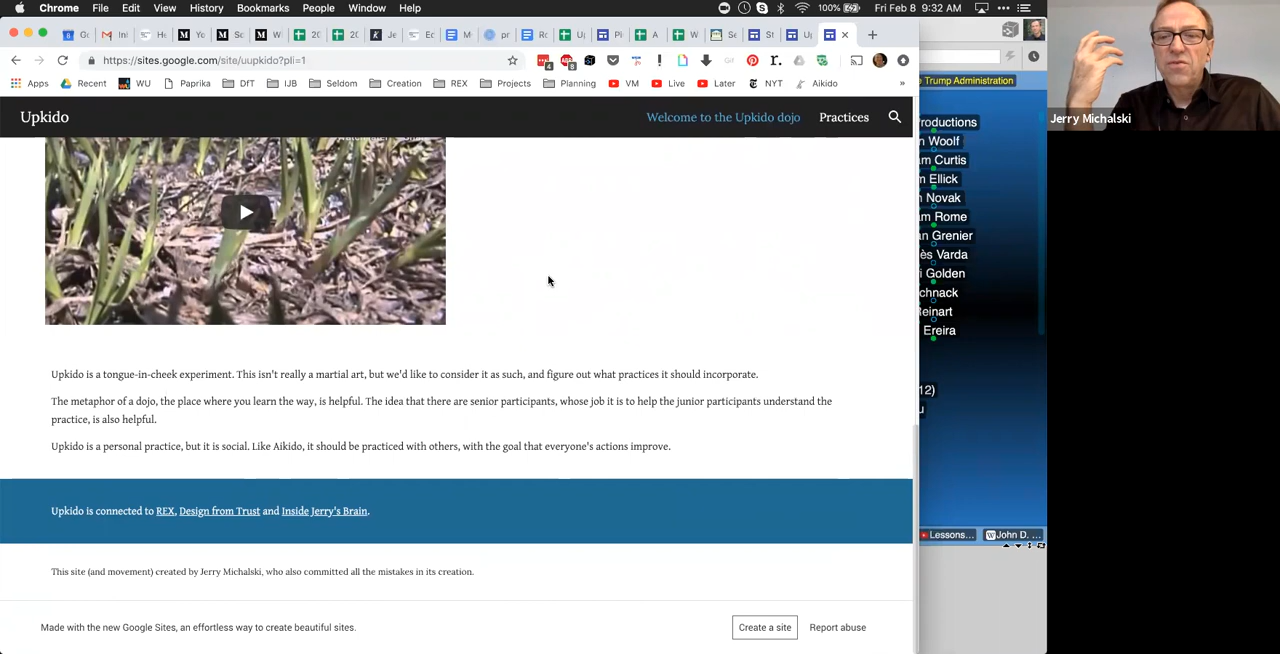 Chrome File Edit View History Bookmarks People Window Help
100% Fri Feb 8 9:32 AM
https://sites.google.com/site/uupkido?pli=1
Apps Recent WU Paprika DfT IJB Seldom Creation REX Projects Planning VM Live Later NYT Aikido »
Upkido
Welcome to the Upkido dojo Practices
Upkido is a tongue-in-cheek experiment. This isn't really a martial art, but we'd like to consider it as such, and figure out what practices it should incorporate.
The metaphor of a dojo, the place where you learn the way, is helpful. The idea that there are senior participants, whose job it is to help the junior participants understand the
practice, is also helpful.
Upkido is a personal practice, but it is social. Like Aikido, it should be practiced with others, with the goal that everyone's actions improve.
Upkido is connected to REX, Design from Trust and Inside Jerry's Brain.
This site (and movement) created by Jerry Michalski, who also committed all the mistakes in its creation.
Made with the new Google Sites, an effortless way to create beautiful sites.
Create a site Report abuse
Trump Administration
roductions
n Woolf
m Curtis
m Ellick
n Novak
m Rome
an Grenier
ès Varda
i Golden
chnack
Reinart
Ereira
12)
u
Lessons...
John D. ...
Jerry Michalski